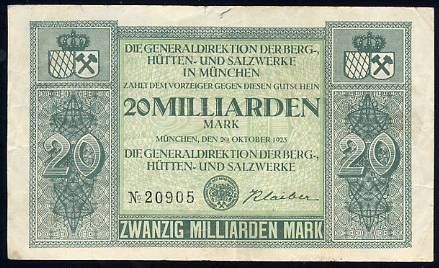 DIE GENERALDIREKTION DER BERG-,
HÜTTEN- UND SALZWERKE
IN MÜNCHEN
ZAHLT DEM VORZEIGER GEGEN DIESEN GUTSCHEIN
20 MILLIARDEN
MARK
MÜNCHEN, DEN 29. OKTOBER 1923
DIE GENERALDIREKTION DER BERG-,
HÜTTEN- UND SALZWERKE
20
20
№ 20905
Klaiber
ZWANZIG MILLIARDEN MARK